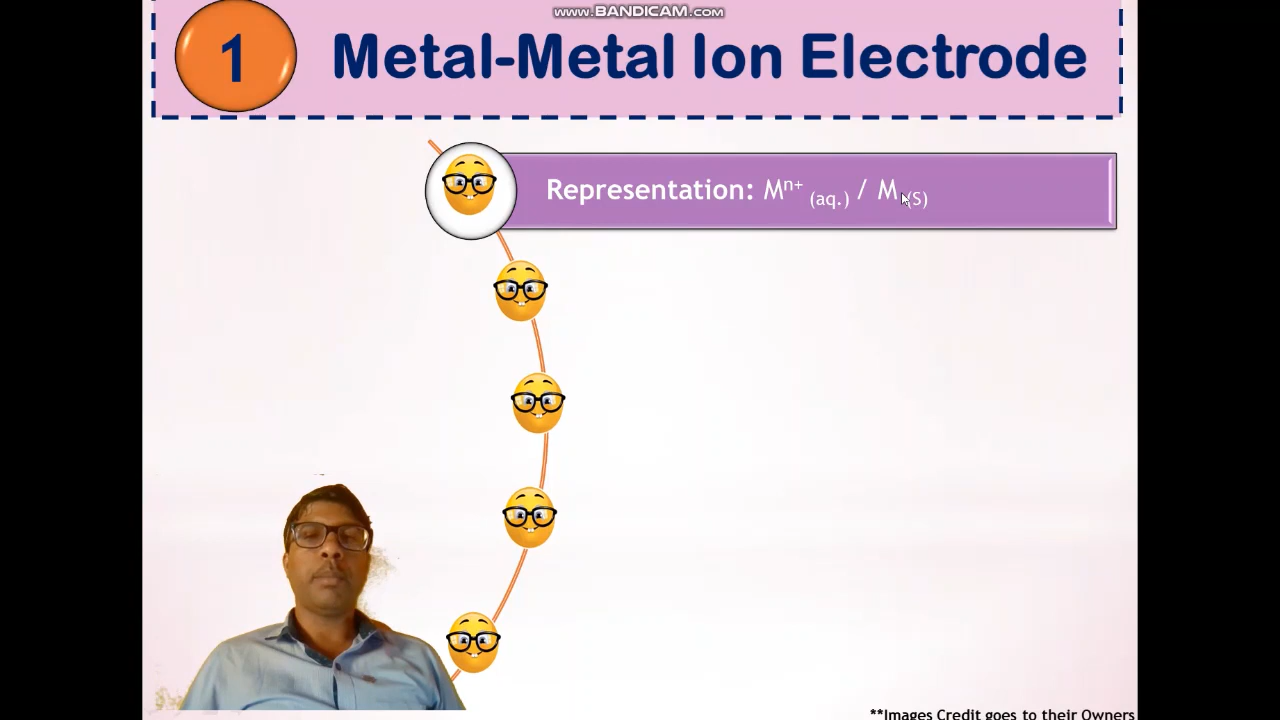 www.BANDICAM.com
1 Metal-Metal Ion Electrode
Representation: Mⁿ⁺ (aq.) / M (S)
**Images Credit goes to their Owners